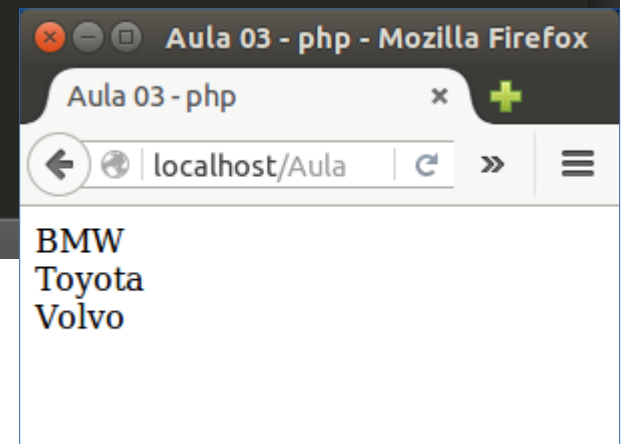 Aula 03 - php - Mozilla Firefox
Aula 03 - php
localhost/Aula
BMW
Toyota
Volvo